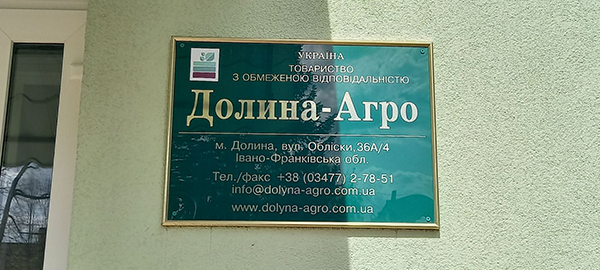 УКРАЇНА
ТОВАРИСТВО
З ОБМЕЖЕНОЮ ВІДПОВІДАЛЬНІСТЮ
Долина-Агро
м. Долина, вул. Обліски,36А/4
Івано-Франківська обл.
Тел./факс +38 (03477) 2-78-51
info@dolyna-agro.com.ua
www.dolyna-agro.com.ua